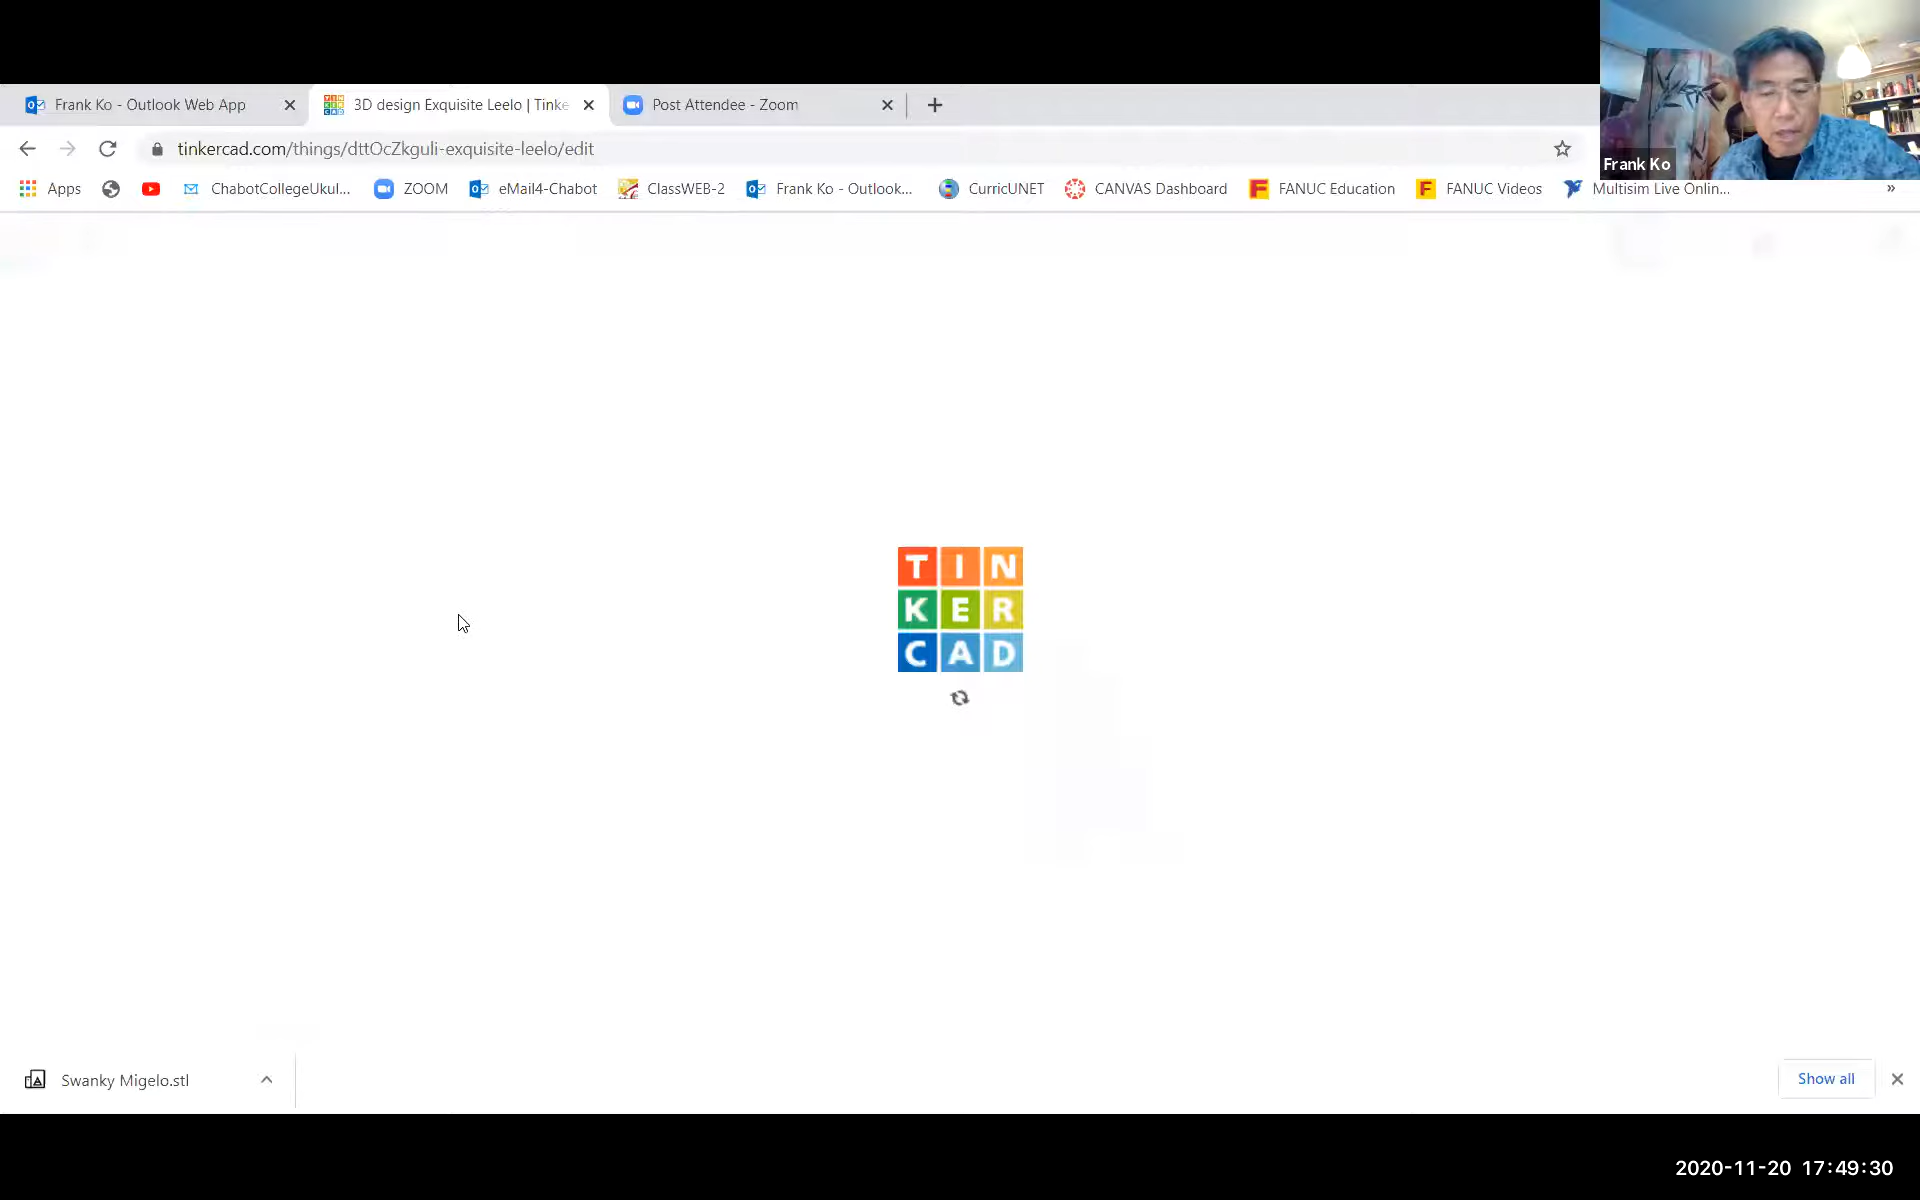 Frank Ko - Outlook Web App
3D design Exquisite Leelo | Tinke
Post Attendee - Zoom
tinkercad.com/things/dttOcZkguli-exquisite-leelo/edit
Frank Ko
Apps
ChabotCollegeUkul...
ZOOM
eMail4-Chabot
ClassWEB-2
Frank Ko - Outlook...
CurricUNET
CANVAS Dashboard
FANUC Education
FANUC Videos
Multisim Live Onlin...
»
TIN
KER
CAD
Swanky Migelo.stl
Show all
2020-11-20 17:49:30